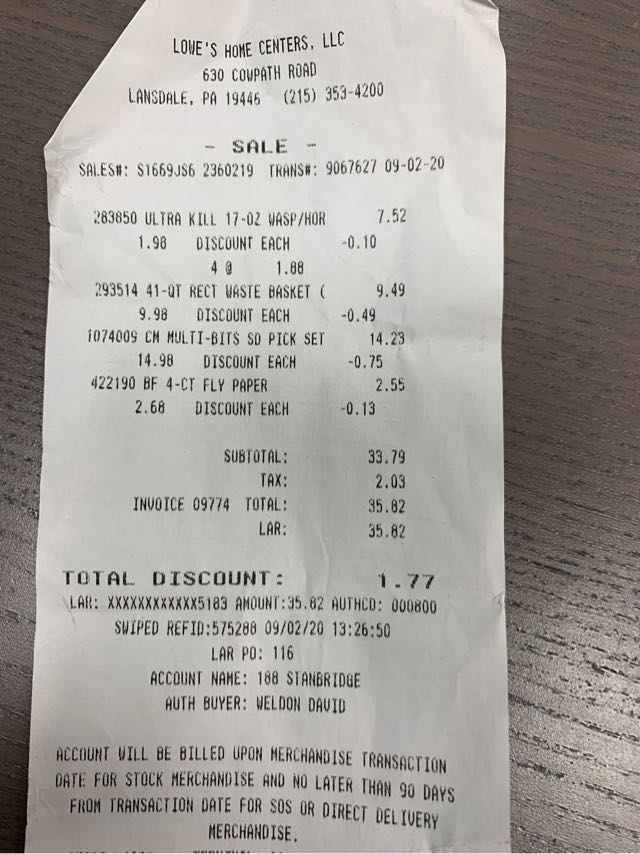 LOWE'S HOME CENTERS, LLC
630 COWPATH ROAD
LANSDALE, PA 19446 (215) 353-4200
- SALE -
SALES#: S1669JS6 2360219 TRANS#: 9067627 09-02-20
283850 ULTRA KILL 17-OZ WASP/HOR 7.52
1.98 DISCOUNT EACH -0.10
4 @ 1.88
293514 41-QT RECT WASTE BASKET ( 9.49
9.98 DISCOUNT EACH -0.49
1074009 CM MULTI-BITS SD PICK SET 14.23
14.98 DISCOUNT EACH -0.75
422190 BF 4-CT FLY PAPER 2.55
2.68 DISCOUNT EACH -0.13
SUBTOTAL: 33.79
TAX: 2.03
INVOICE 09774 TOTAL: 35.82
LAR: 35.82
TOTAL DISCOUNT: 1.77
LAR: XXXXXXXXXXXX5183 AMOUNT:35.82 AUTHCD: 000800
SWIPED REFID:575288 09/02/20 13:26:50
LAR PO: 116
ACCOUNT NAME: 188 STANBRIDGE
AUTH BUYER: WELDON DAVID
ACCOUNT WILL BE BILLED UPON MERCHANDISE TRANSACTION
DATE FOR STOCK MERCHANDISE AND NO LATER THAN 90 DAYS
FROM TRANSACTION DATE FOR SOS OR DIRECT DELIVERY
MERCHANDISE.